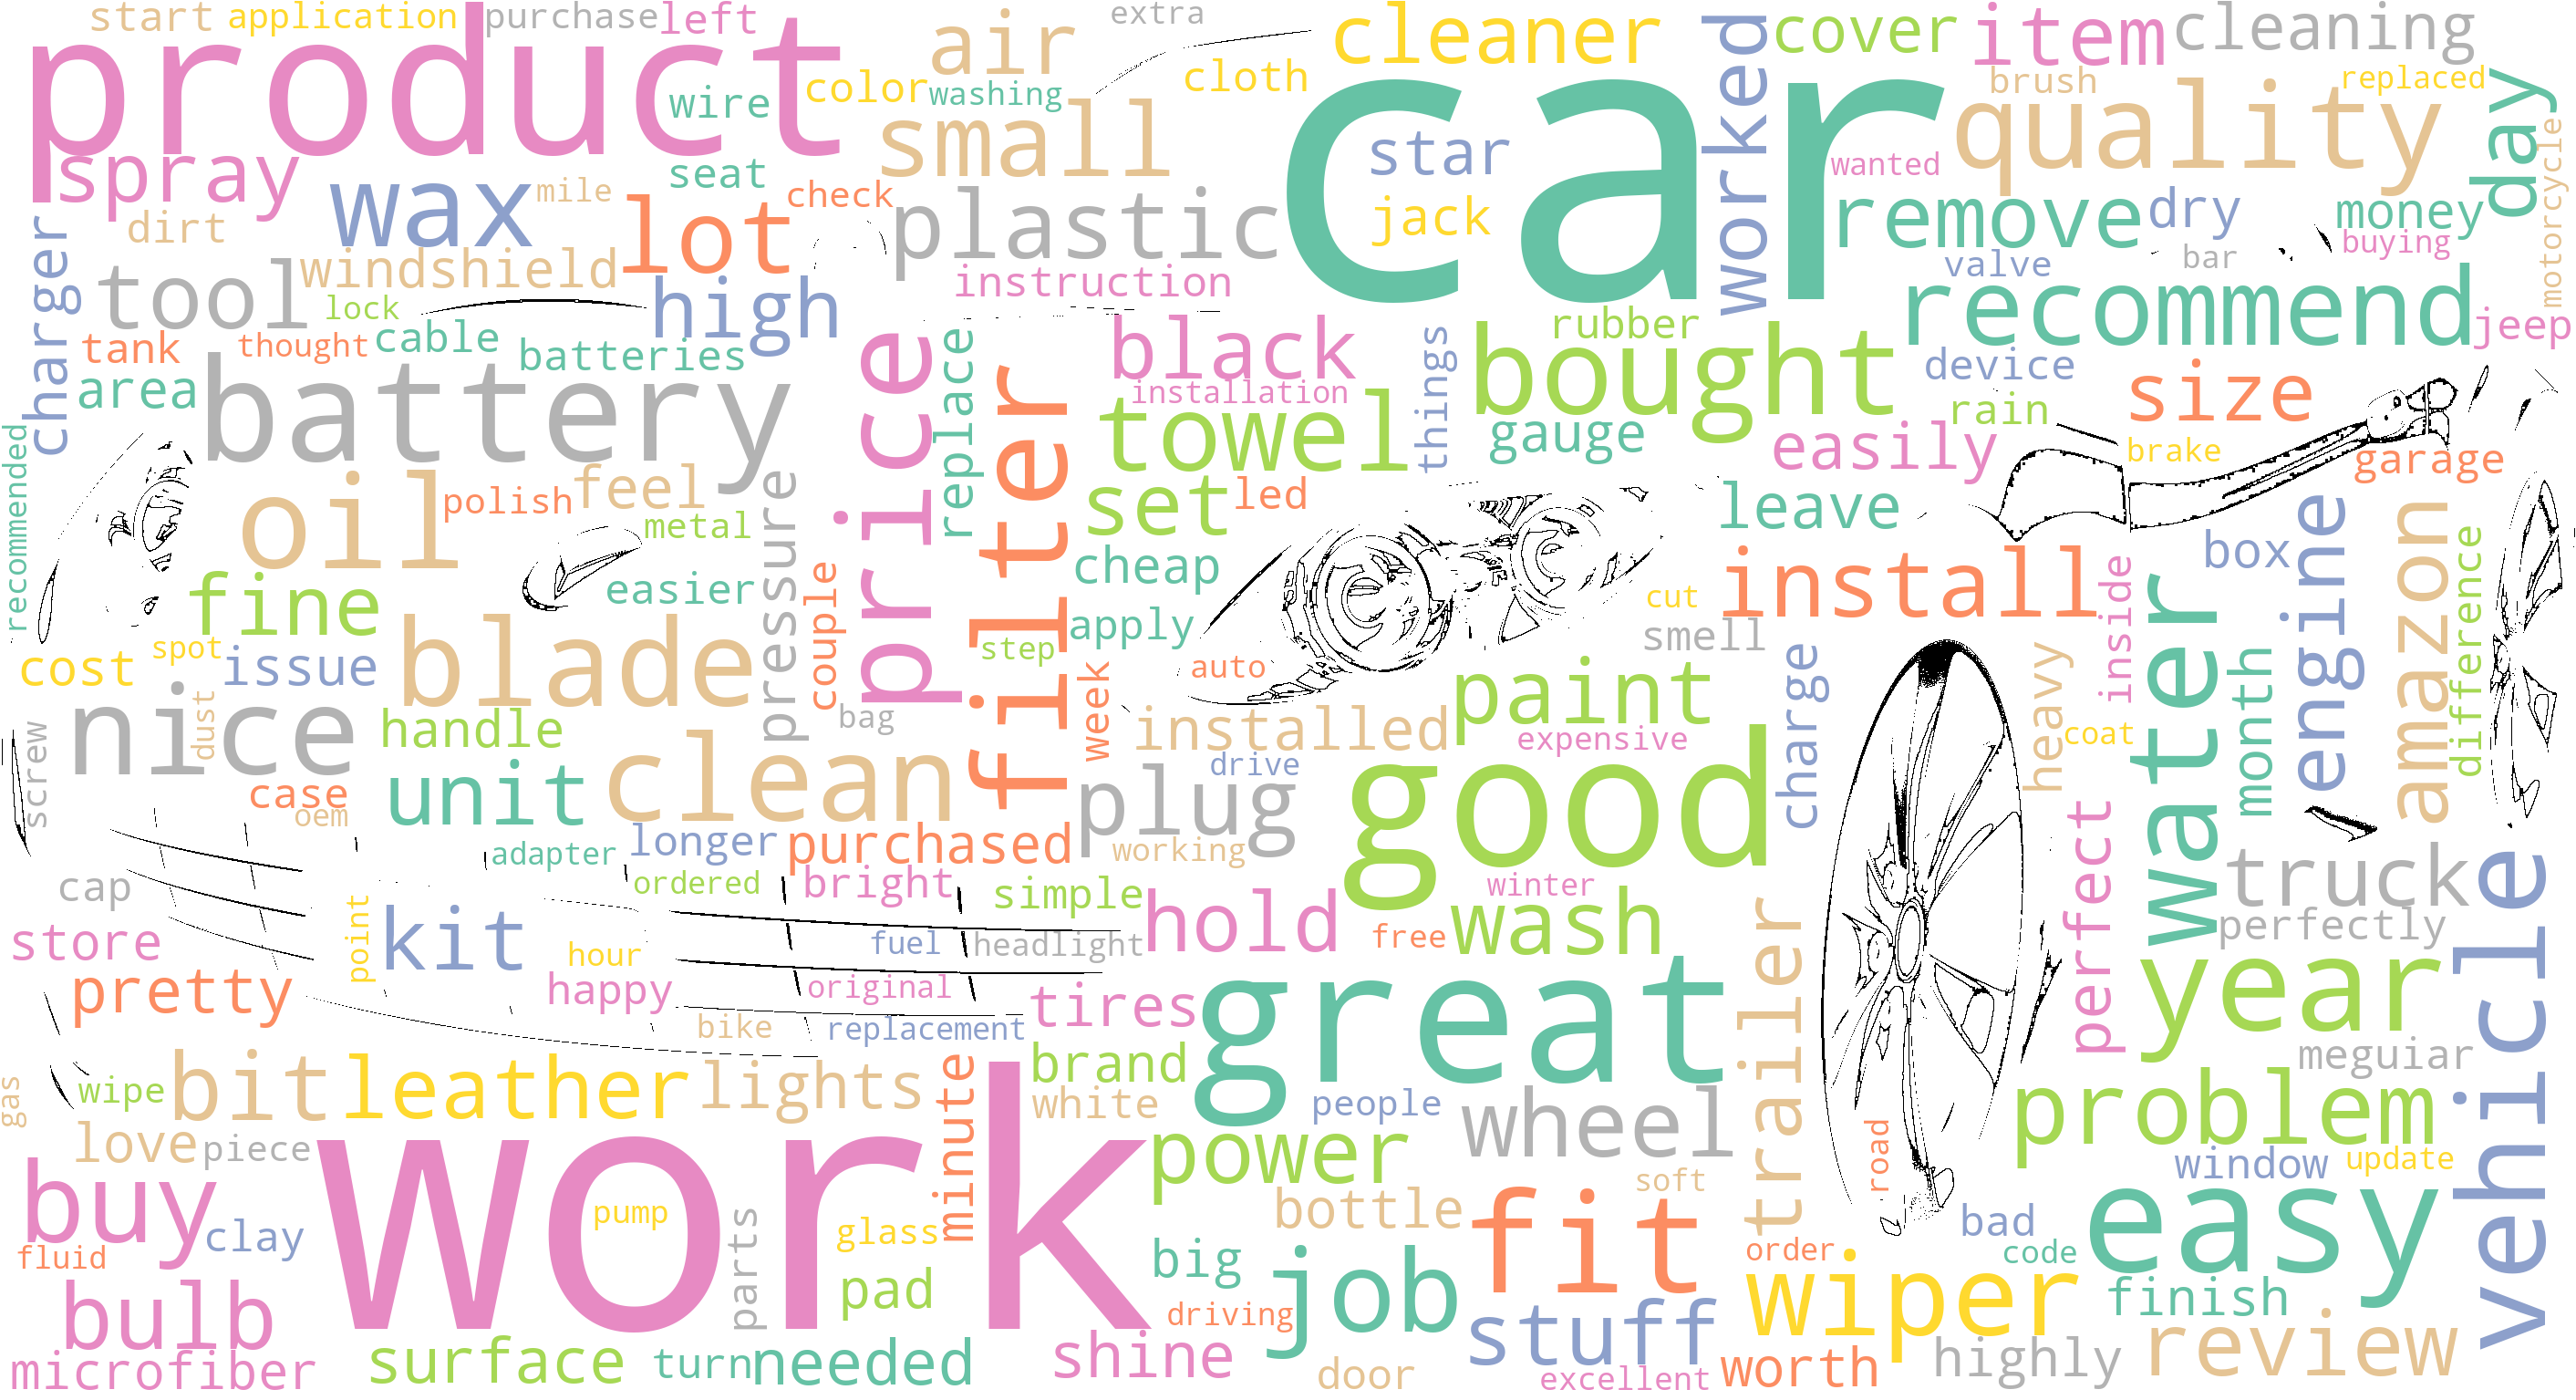 start
application
purchase
left
extra
product
air
cleaner
car
worked
cover
item
cleaning
wire
color
washing
cloth
small
star
jack
brush
replaced
quality
day
motorcycle
spray
seat
check
wax
mile
lot
plastic
wanted
remove
dry
money
dirt
charger
tool
windshield
high
instruction
valve
bar
buying
recommend
jeep
lock
tank
thought
cable
batteries
area
battery
price
replace
filter
black
installation
towel
things
rubber
bought
gauge
device
rain
size
easily
brake
garage
recommended
oil
polish
feel
metal
pressure
set
led
leave
cheap
install
box
engine
amazon
difference
fine
easier
couple
step
apply
auto
cut
smell
inside
water
month
cost
spot
issue
blade
week
bag
nice
dust
screw
handle
clean
installed
paint
expensive
charge
heavy
coat
drive
case
oem
unit
plug
good
adapter
longer
purchased
working
perfect
truck
vehicle
cap
ordered
bright
simple
hold
winter
wash
free
perfectly
store
point
kit
hour
fuel
headlight
trailer
year
pretty
happy
original
tires
great
bike
replacement
meguiar
gas
wipe
bit
leather
lights
minute
brand
white
people
wheel
problem
love
piece
work
power
road
window
update
buy
clay
pump
parts
glass
bottle
soft
fit
bad
easy
fluid
big
job
order
code
bulb
pad
driving
stuff
wiper
finish
microfiber
surface
turn
needed
shine
door
excellent
worth
highly
review